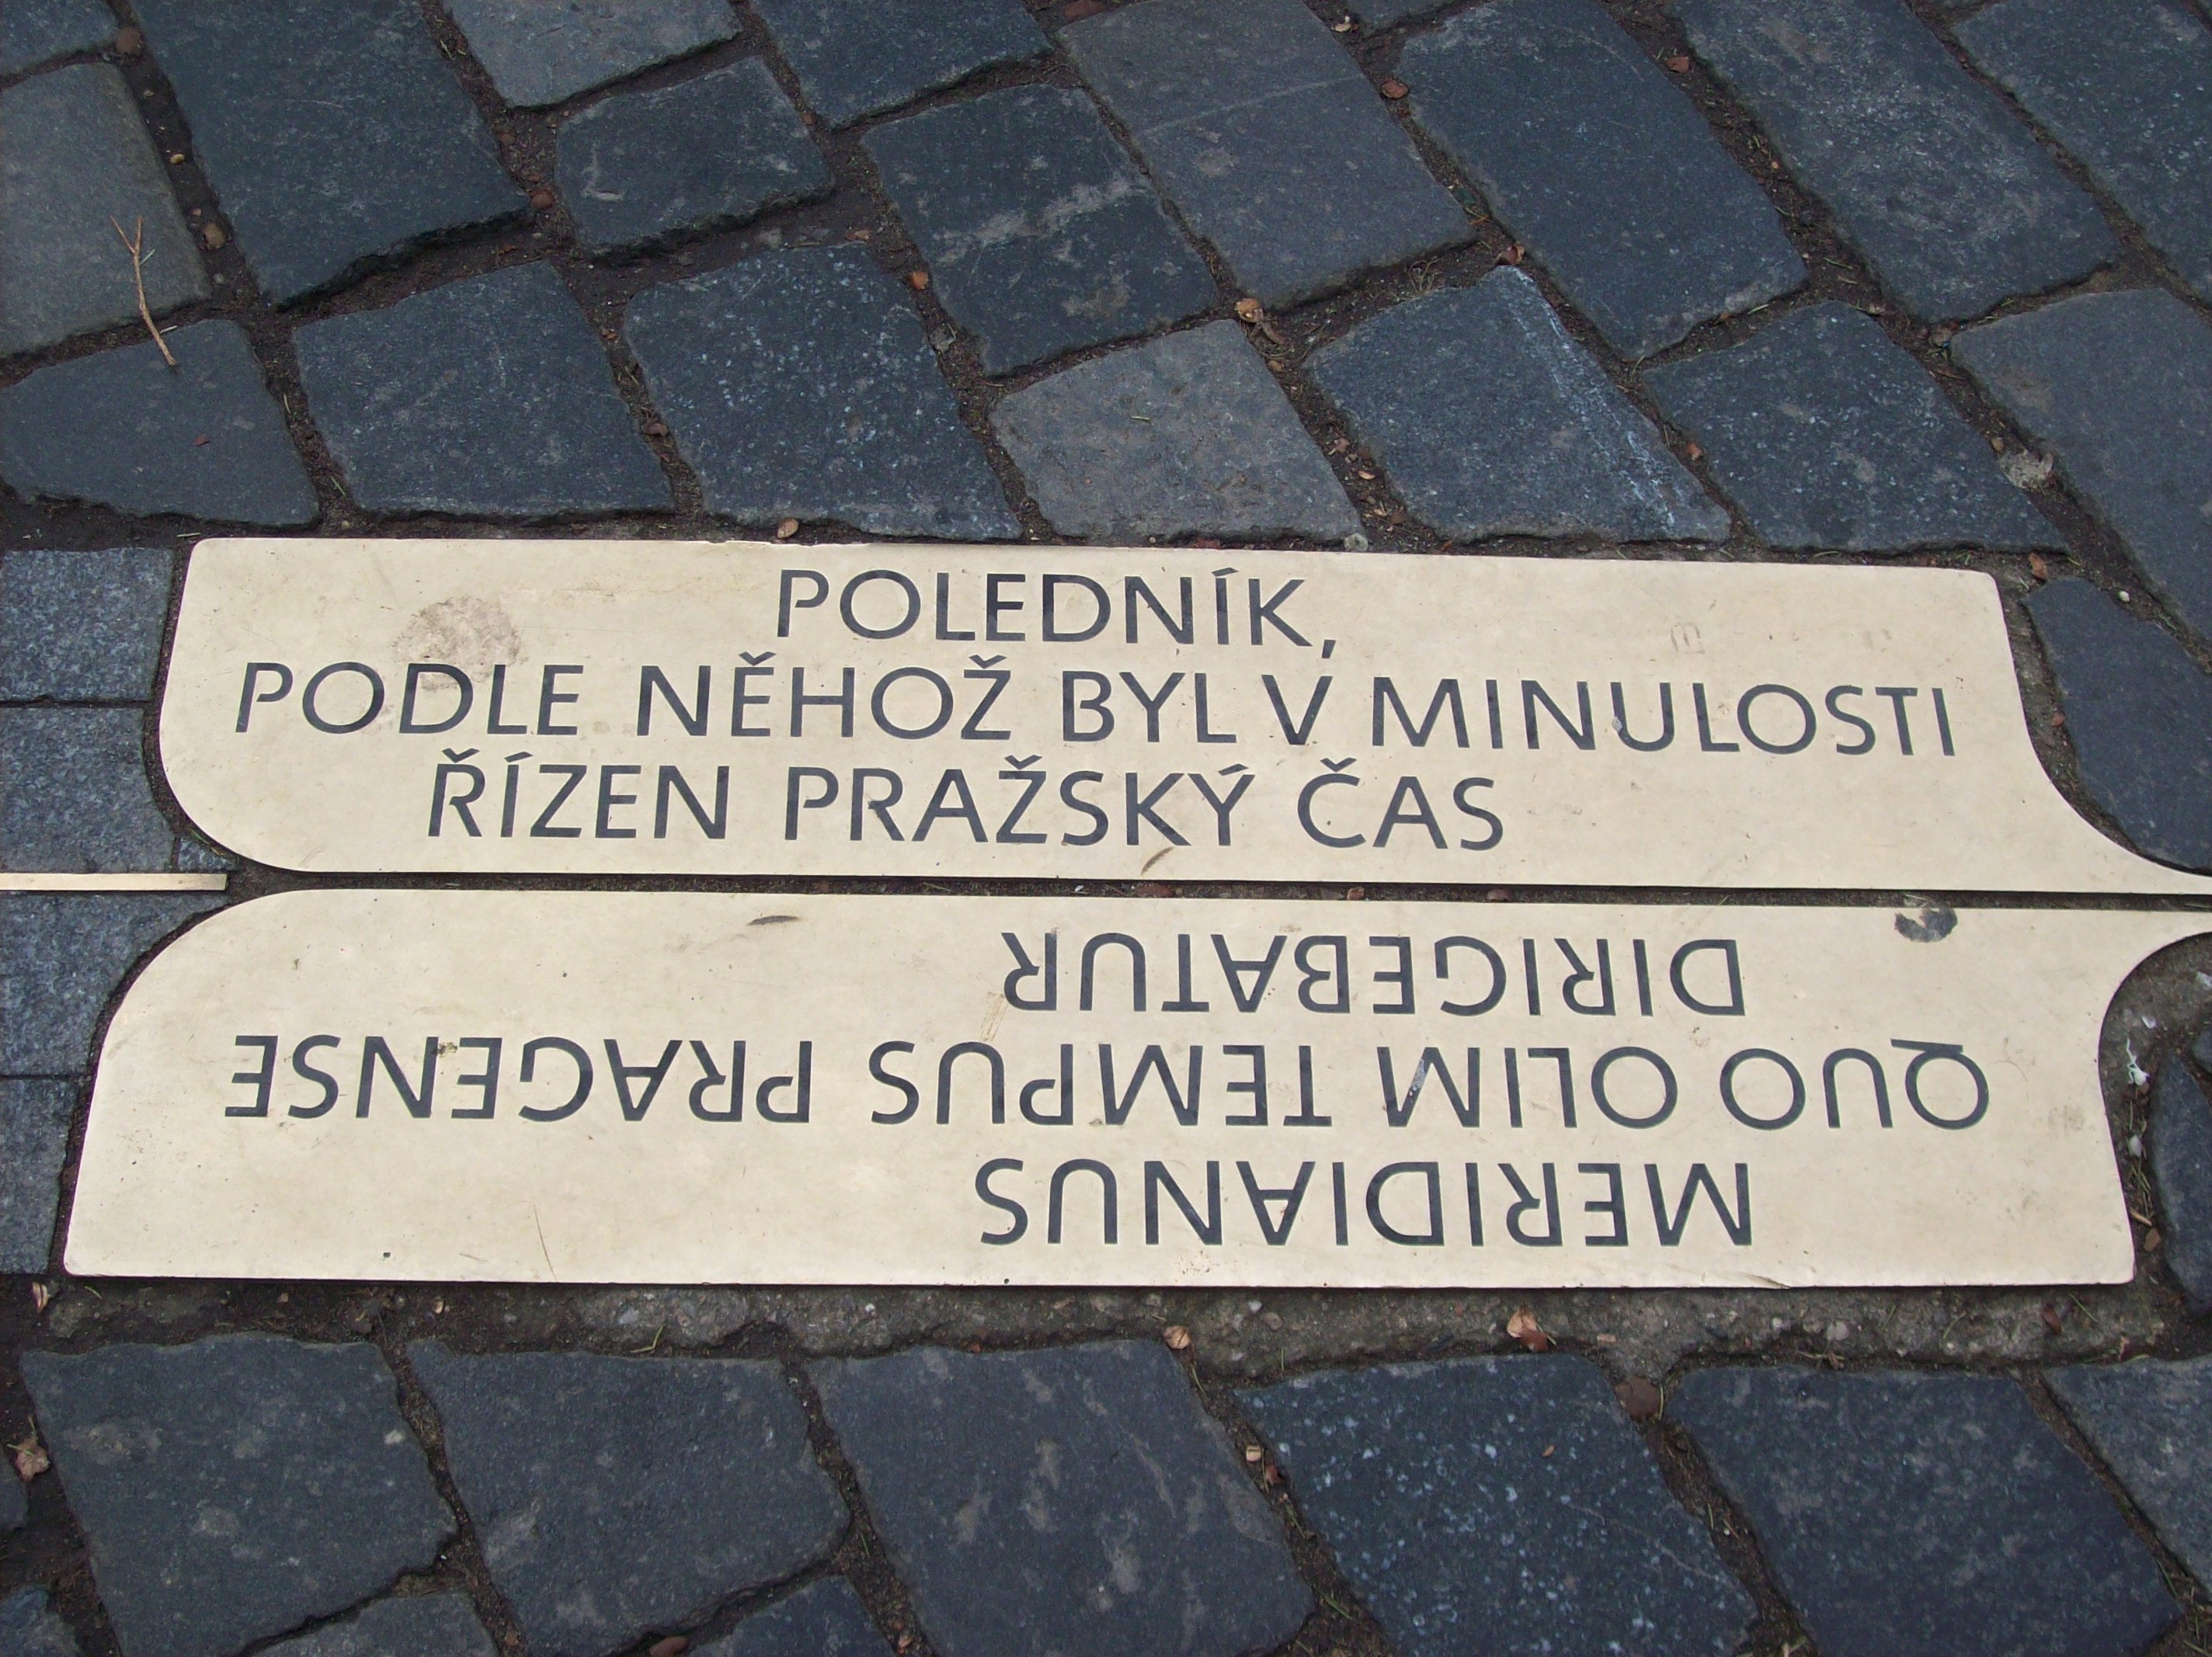 POLEDNÍK,
PODLE NĚHOŽ BYL V MINULOSTI
ŘÍZEN PRAŽSKÝ ČAS
MERIDIANUS
QUO OLIM TEMPUS PRAGENSE
DIRIGEBATUR